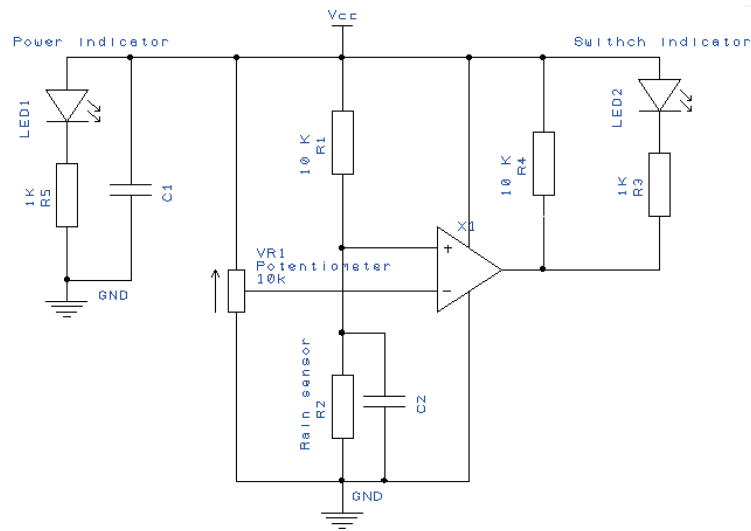 Vcc
Power indicator
Swithch indicator
LED1
LED2
10 K
R1
10 K
R4
1K
R5
1K
R3
C1
X1
+
VR1
Potentiometer
10k
−
GND
Rain sensor
R2
C2
GND